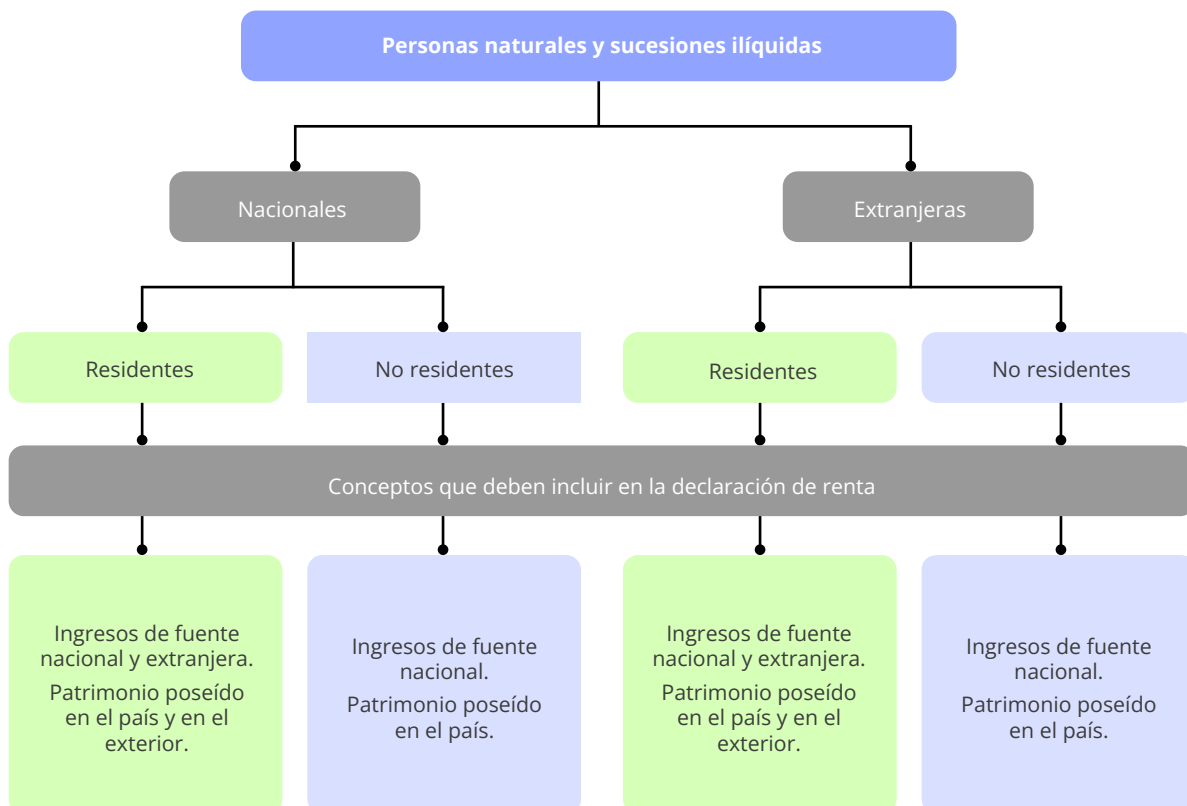 Personas naturales y sucesiones ilíquidas
Nacionales
Extranjeras
Residentes
No residentes
Residentes
No residentes
Conceptos que deben incluir en la declaración de renta
Ingresos de fuente
nacional y extranjera.
Patrimonio poseído
en el país y en el
exterior.
Ingresos de fuente
nacional.
Patrimonio poseído
en el país.
Ingresos de fuente
nacional y extranjera.
Patrimonio poseído
en el país y en el
exterior.
Ingresos de fuente
nacional.
Patrimonio poseído
en el país.